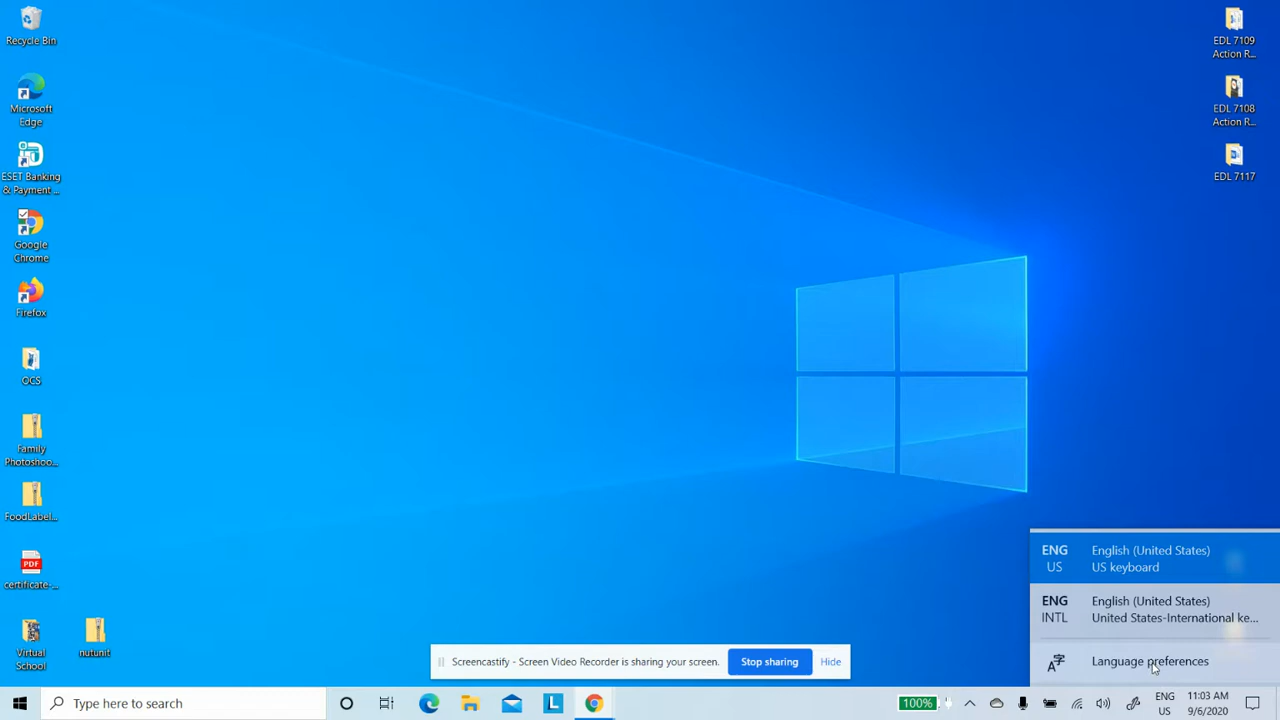 Recycle Bin
Microsoft
Edge
ESET Banking
& Payment ...
Google
Chrome
Firefox
OCS
Family
Photoshoo...
FoodLabel...
PDF
certificate-...
Virtual
School
nutunit
EDL 7109
Action R...
EDL 7108
Action R...
EDL 7117
ENG English (United States)
US US keyboard
ENG English (United States)
INTL United States-International ke...
Language preferences
Screencastify - Screen Video Recorder is sharing your screen. Stop sharing Hide
Type here to search
L
100%
ENG
US
11:03 AM
9/6/2020